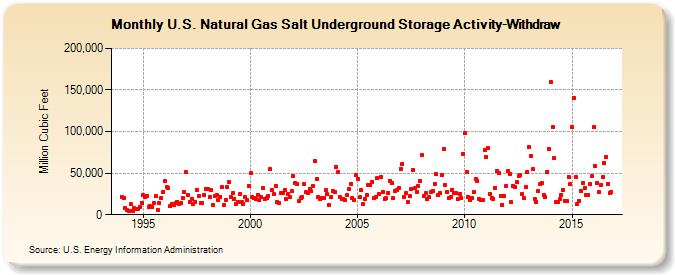 Monthly U.S. Natural Gas Salt Underground Storage Activity-Withdraw
Million Cubic Feet
200,000
150,000
100,000
50,000
0
1995 2000 2005 2010 2015
Source: U.S. Energy Information Administration